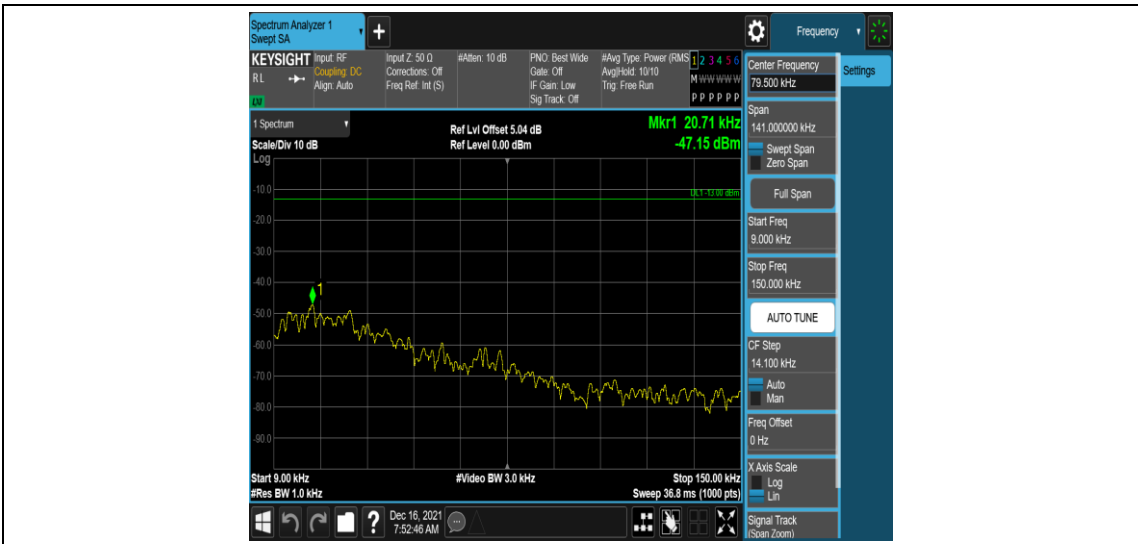 Spectrum Analyzer 1
Swept SA
+
Frequency
KEYSIGHT
RL
LXI
Input: RF
Coupling: DC
Align: Auto
Input Z: 50 Ω
Corrections: Off
Freq Ref: Int (S)
#Atten: 10 dB
PNO: Best Wide
Gate: Off
IF Gain: Low
Sig Track: Off
#Avg Type: Power (RMS
Avg|Hold: 10/10
Trig: Free Run
1 2 3 4 5 6
M W W W W W
P P P P P P
Center Frequency
79.500 kHz
Settings
Span
141.000000 kHz
Swept Span
Zero Span
Full Span
Start Freq
9.000 kHz
Stop Freq
150.000 kHz
AUTO TUNE
CF Step
14.100 kHz
Auto
Man
Freq Offset
0 Hz
X Axis Scale
Log
Lin
Signal Track
(Span Zoom)
1 Spectrum
Scale/Div 10 dB
Log
Ref Lvl Offset 5.04 dB
Ref Level 0.00 dBm
Mkr1 20.71 kHz
-47.15 dBm
DL1 -13.00 dBm
-10.0
-20.0
-30.0
-40.0
1
-50.0
-60.0
-70.0
-80.0
-90.0
Start 9.00 kHz
#Res BW 1.0 kHz
#Video BW 3.0 kHz
Stop 150.00 kHz
Sweep 36.8 ms (1000 pts)
?
Dec 16, 2021
7:52:46 AM